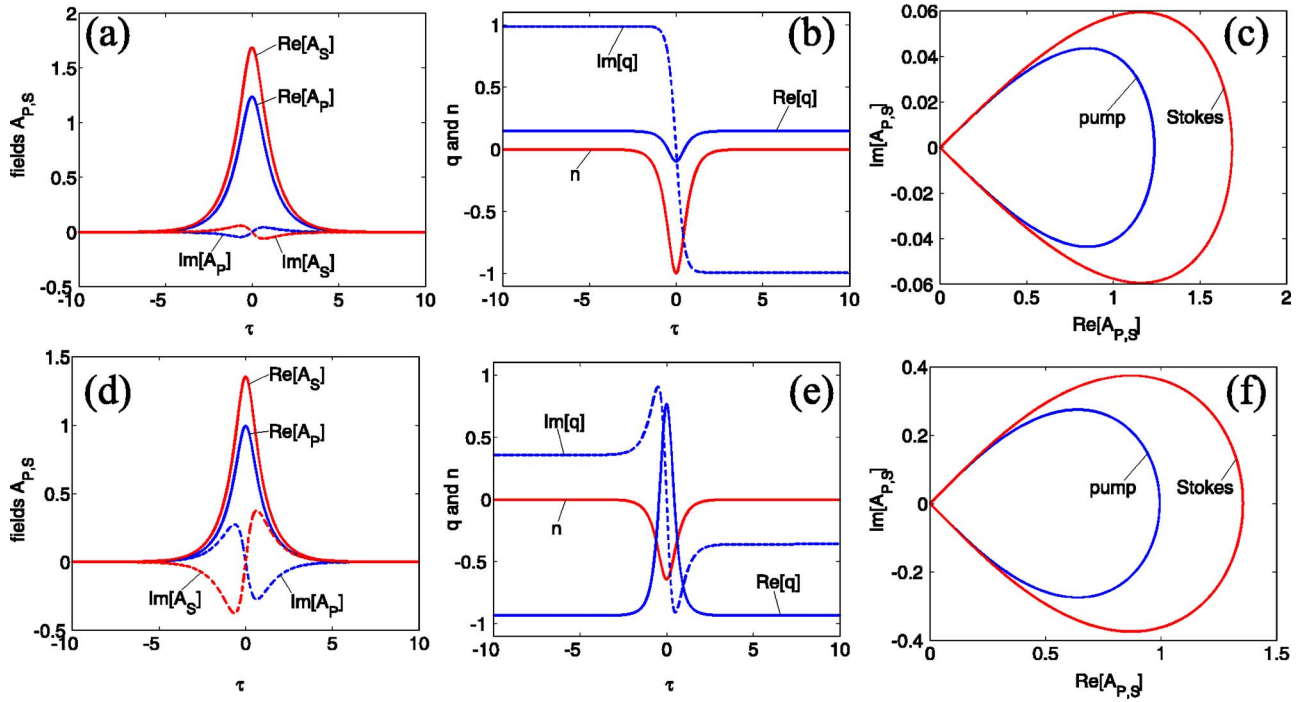 (a)
fields A_P,S
2
1.5
1
0.5
0
-0.5
Re[A_S]
Re[A_P]
Im[A_P]
Im[A_S]
-10 -5 0 5 10
τ
(b)
q and n
1
0.5
0
-0.5
-1
Im[q]
Re[q]
n
-10 -5 0 5 10
τ
(c)
Im[A_P,S]
0.06
0.04
0.02
0
-0.02
-0.04
-0.06
pump
Stokes
0 0.5 1 1.5 2
Re[A_P,S]
(d)
fields A_P,S
1.5
1
0.5
0
-0.5
Re[A_S]
Re[A_P]
Im[A_S]
Im[A_P]
-10 -5 0 5 10
τ
(e)
q and n
1
0.5
0
-0.5
-1
Im[q]
n
Re[q]
-10 -5 0 5 10
τ
(f)
Im[A_P,S]
0.4
0.2
0
-0.2
-0.4
pump
Stokes
0 0.5 1 1.5
Re[A_P,S]